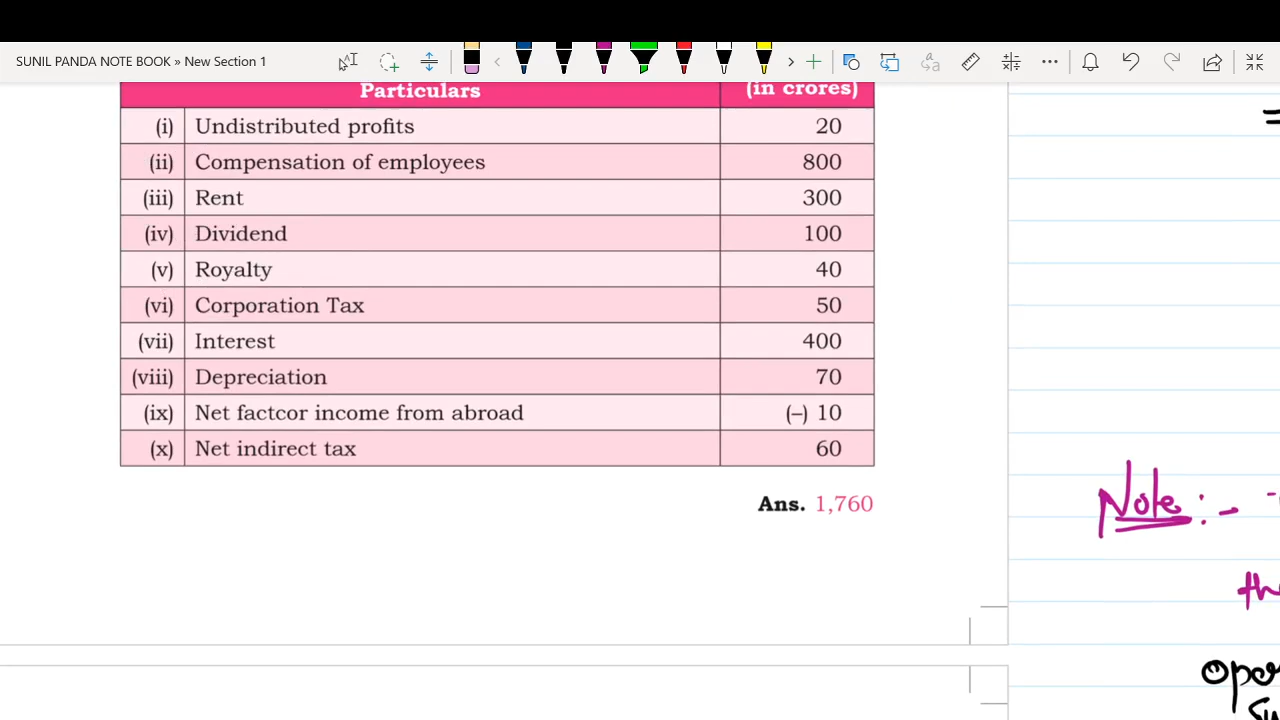 SUNIL PANDA NOTE BOOK » New Section 1
Particulars (in crores)
(i) Undistributed profits 20
(ii) Compensation of employees 800
(iii) Rent 300
(iv) Dividend 100
(v) Royalty 40
(vi) Corporation Tax 50
(vii) Interest 400
(viii) Depreciation 70
(ix) Net factcor income from abroad (–) 10
(x) Net indirect tax 60
Ans. 1,760
=
Note :-
the